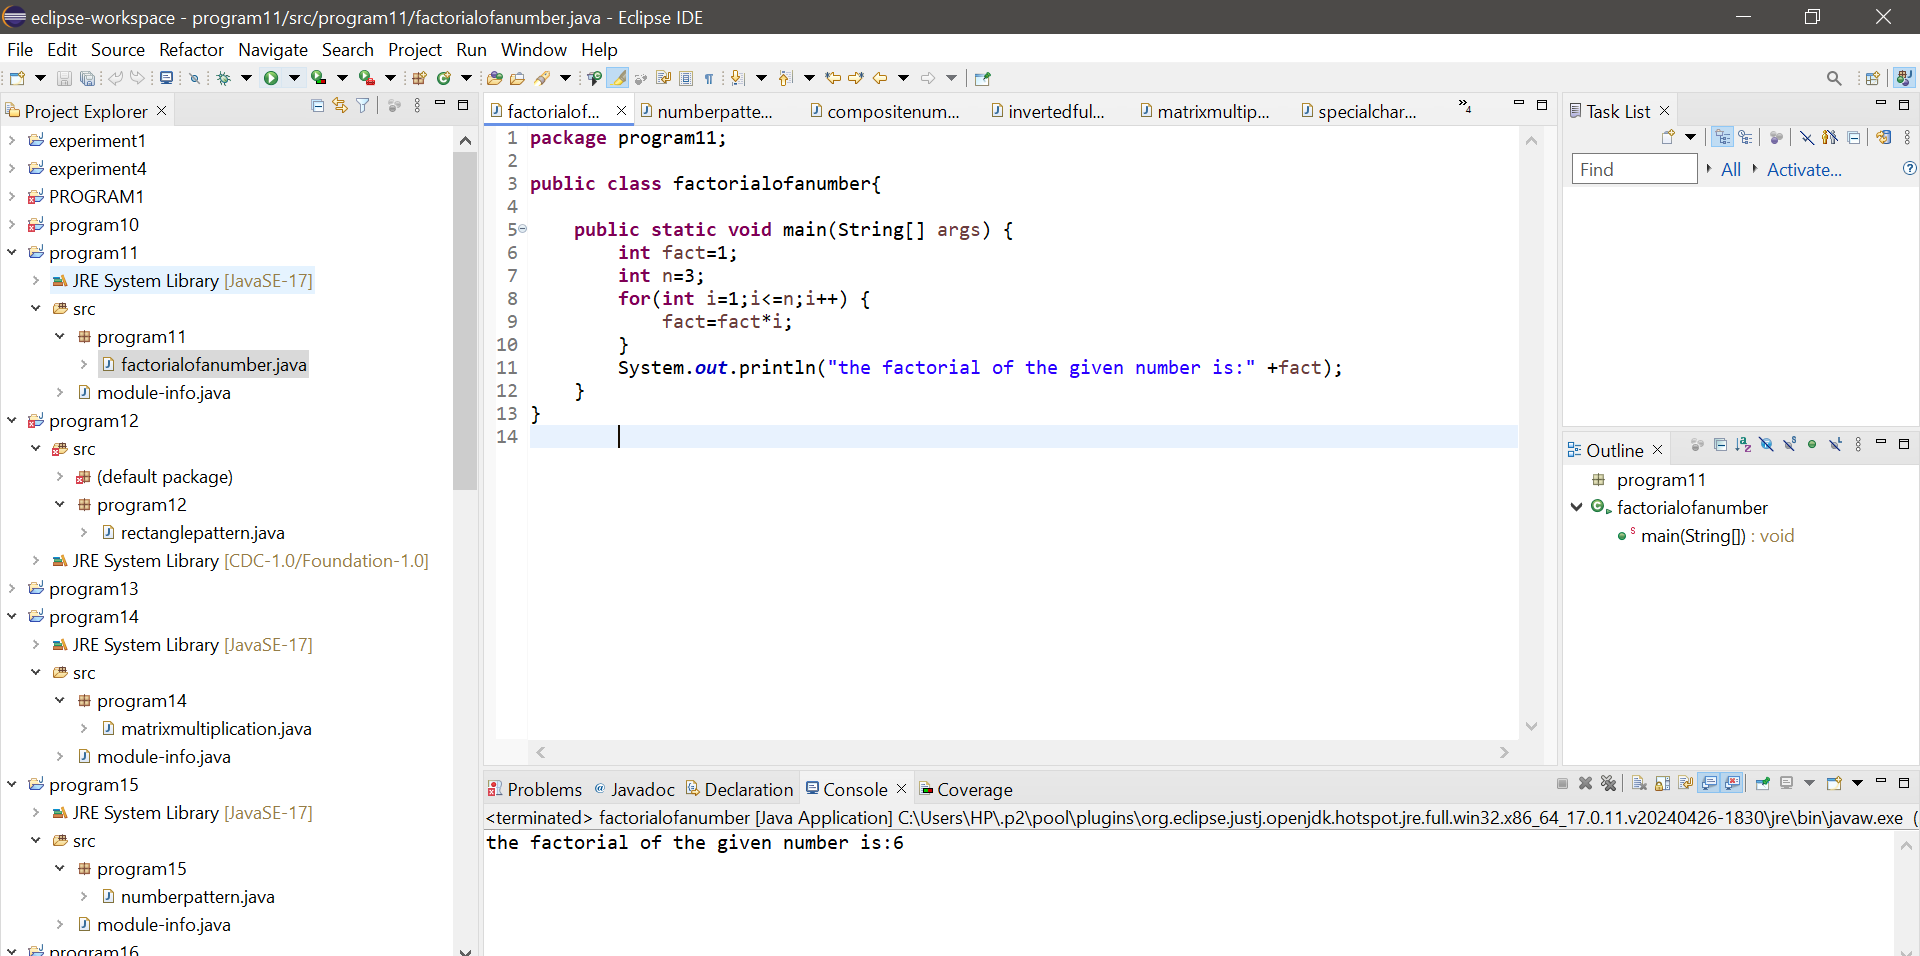 eclipse-workspace - program11/src/program11/factorialofanumber.java - Eclipse IDE
File Edit Source Refactor Navigate Search Project Run Window Help
Project Explorer
experiment1
experiment4
PROGRAM1
program10
program11
JRE System Library [JavaSE-17]
src
program11
factorialofanumber.java
module-info.java
program12
src
(default package)
program12
rectanglepattern.java
JRE System Library [CDC-1.0/Foundation-1.0]
program13
program14
JRE System Library [JavaSE-17]
src
program14
matrixmultiplication.java
module-info.java
program15
JRE System Library [JavaSE-17]
src
program15
numberpattern.java
module-info.java
program16
factorialof... numberpatte... compositenum... invertedful... matrixmultip... specialchar... »4
1 package program11;
2
3 public class factorialofanumber{
4
5 public static void main(String[] args) {
6 int fact=1;
7 int n=3;
8 for(int i=1;i<=n;i++) {
9 fact=fact*i;
10 }
11 System.out.println("the factorial of the given number is:" +fact);
12 }
13 }
14
Task List
Find All Activate...
Outline
program11
factorialofanumber
main(String[]) : void
Problems @ Javadoc Declaration Console Coverage
<terminated> factorialofanumber [Java Application] C:\Users\HP\.p2\pool\plugins\org.eclipse.justj.openjdk.hotspot.jre.full.win32.x86_64_17.0.11.v20240426-1830\jre\bin\javaw.exe (
the factorial of the given number is:6